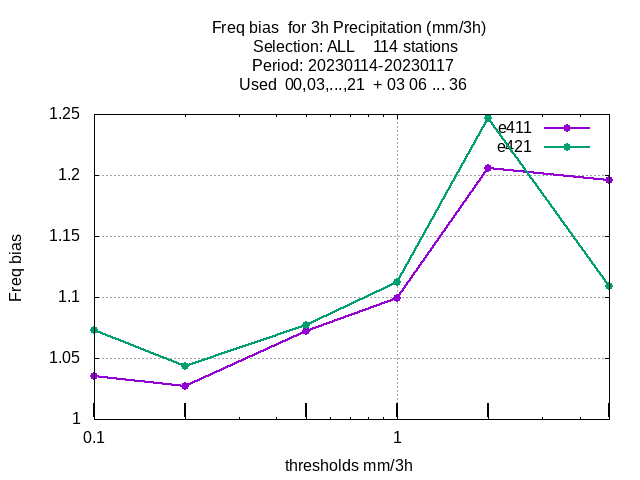 Freq bias  for 3h Precipitation (mm/3h)
Selection: ALL    114 stations
Period: 20230114-20230117
Used  00,03,...,21  + 03 06 ... 36
1.25
e411
e421
1.2
1.15
Freq bias
1.1
1.05
1
0.1
1
thresholds mm/3h